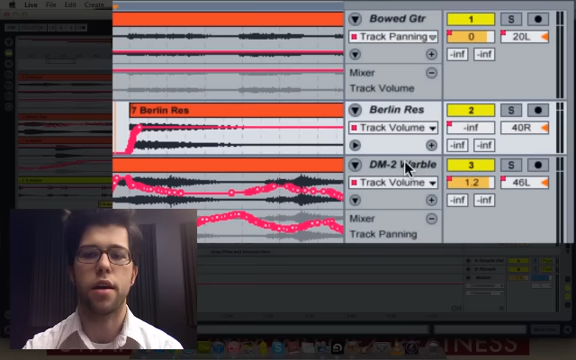 Live File Edit Create
Bowed Gtr 1 S
Track Panning 0 20L
-inf -inf
Mixer
Track Volume
7 Berlin Res Berlin Res 2 S
Track Volume -inf 40R
-inf -inf
DM-2 Warble 3 S
Track Volume 1.2 46L
-inf -inf
Mixer
Track Panning